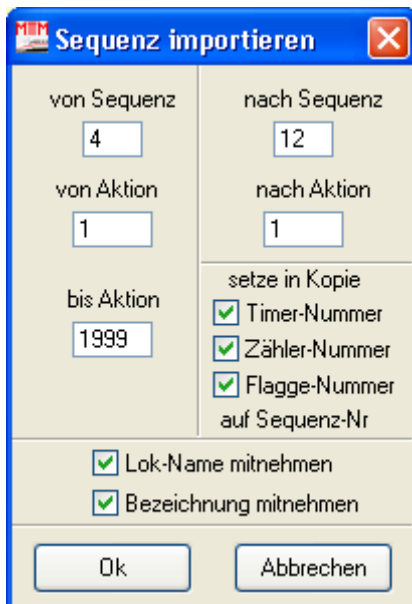 MEM Sequenz importieren
von Sequenz
4
nach Sequenz
12
von Aktion
1
nach Aktion
1
bis Aktion
1999
setze in Kopie
Timer-Nummer
Zähler-Nummer
Flagge-Nummer
auf Sequenz-Nr
Lok-Name mitnehmen
Bezeichnung mitnehmen
Ok
Abbrechen